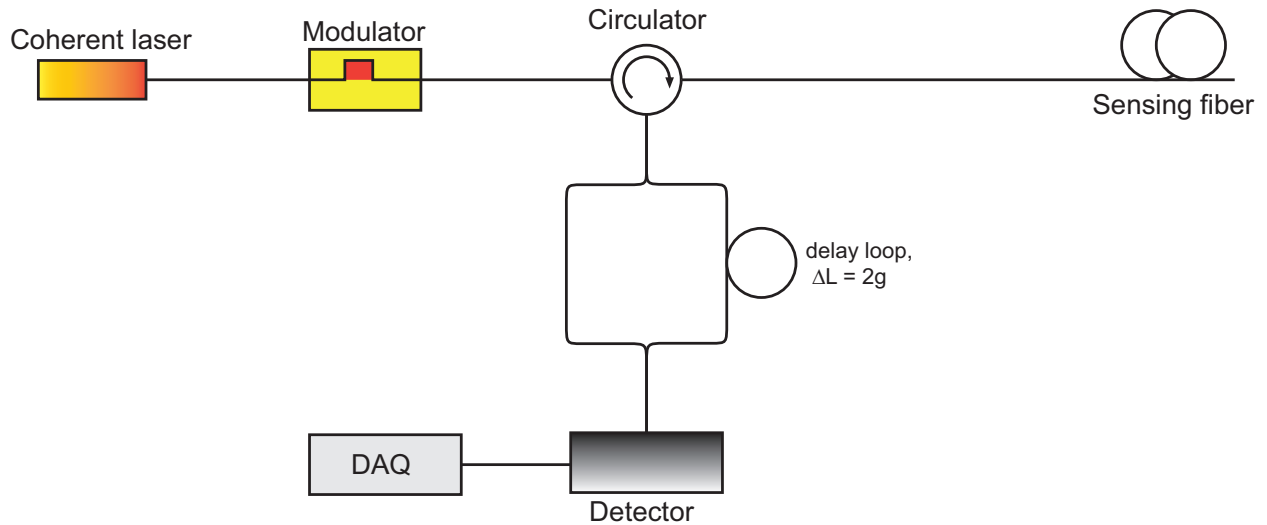 Coherent laser
Modulator
Circulator
Sensing fiber
delay loop,
ΔL = 2g
DAQ
Detector